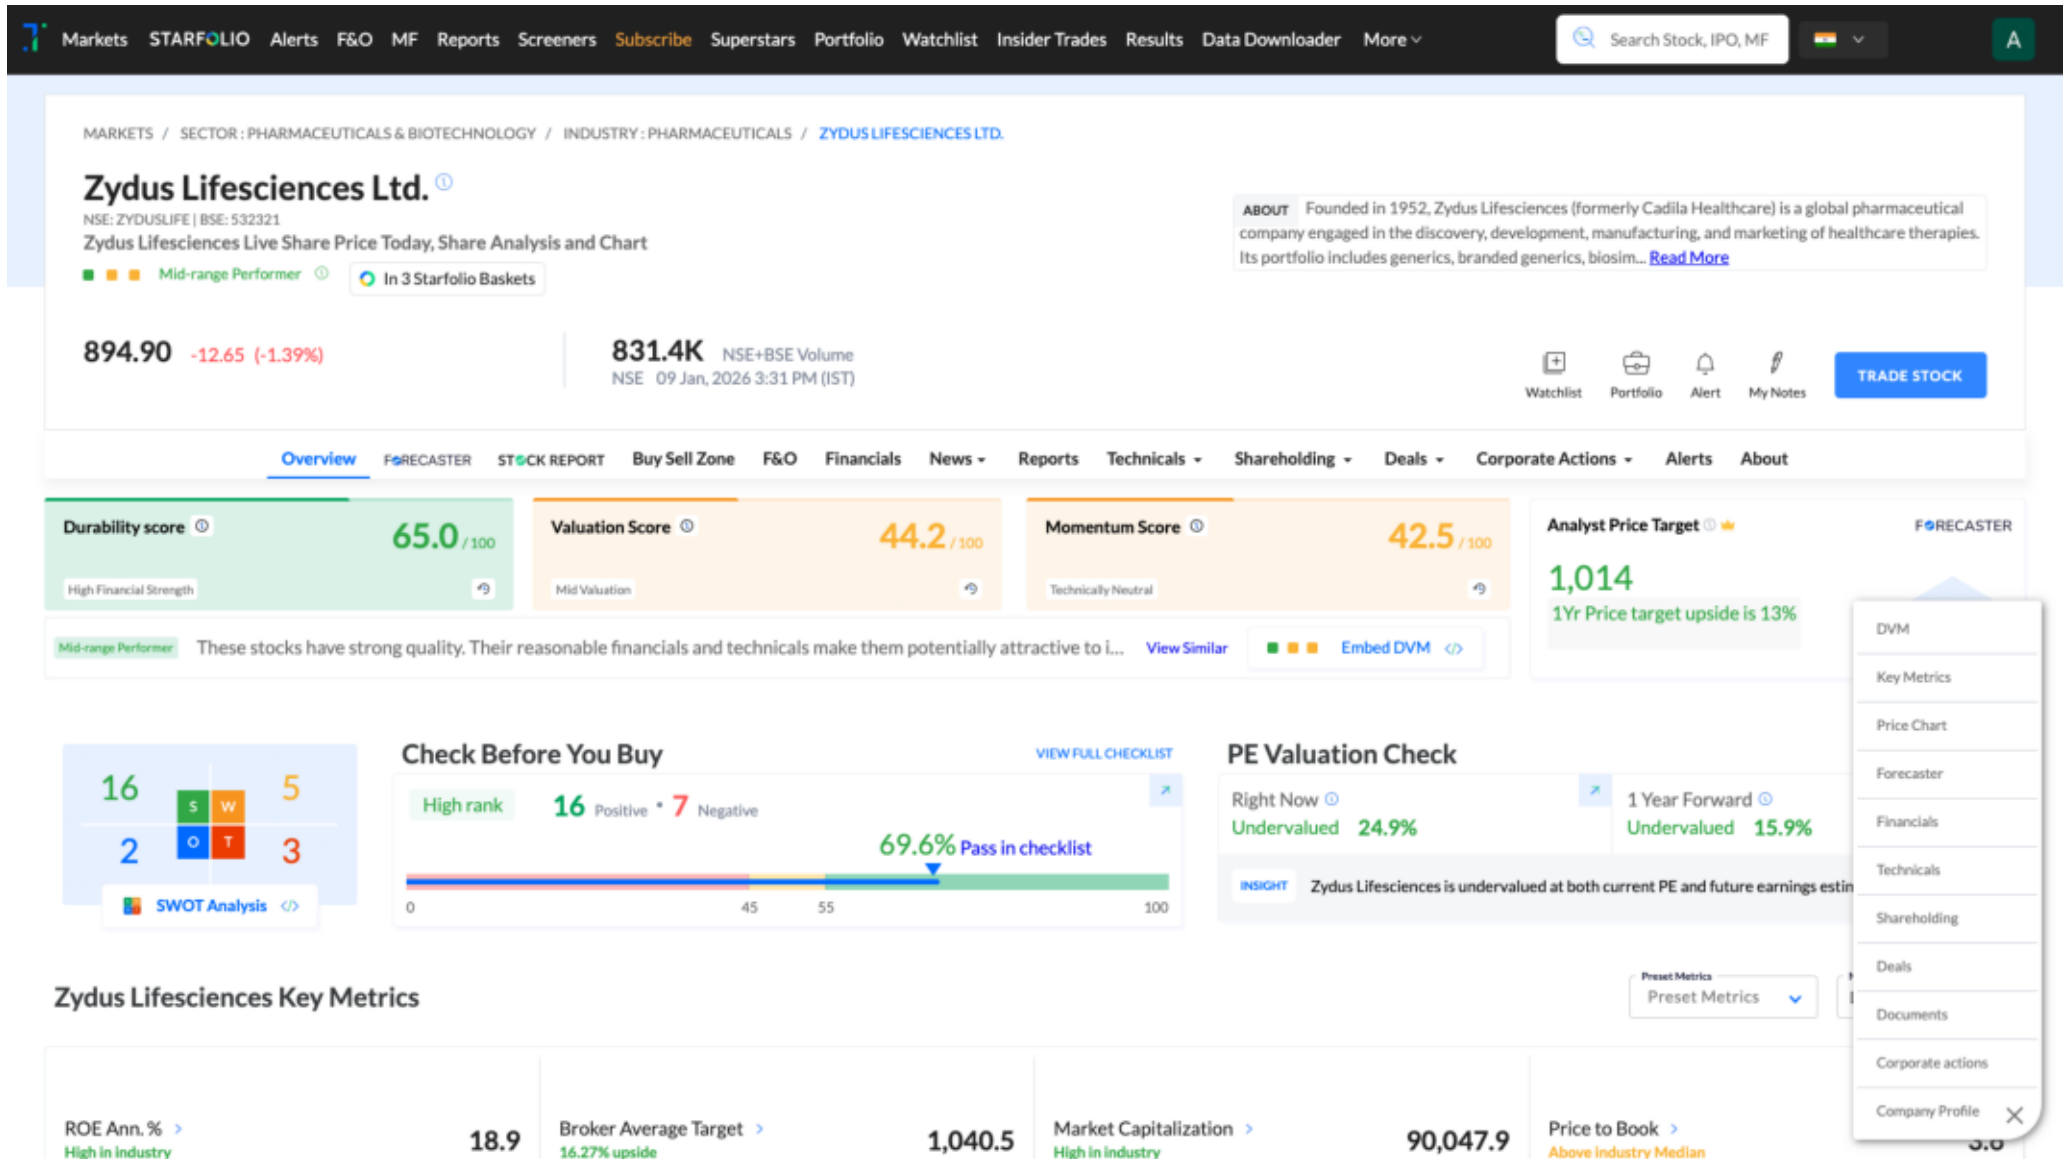 Markets STARFOLIO Alerts F&O MF Reports Screeners Subscribe Superstars Portfolio Watchlist Insider Trades Results Data Downloader More Search Stock, IPO, MF A
MARKETS / SECTOR : PHARMACEUTICALS & BIOTECHNOLOGY / INDUSTRY : PHARMACEUTICALS / ZYDUS LIFESCIENCES LTD.
Zydus Lifesciences Ltd.
NSE: ZYDUSLIFE | BSE: 532321
Zydus Lifesciences Live Share Price Today, Share Analysis and Chart
Mid-range Performer In 3 Starfolio Baskets
ABOUT Founded in 1952, Zydus Lifesciences (formerly Cadila Healthcare) is a global pharmaceutical
company engaged in the discovery, development, manufacturing, and marketing of healthcare therapies.
Its portfolio includes generics, branded generics, biosim... Read More
894.90 -12.65 (-1.39%)
831.4K NSE+BSE Volume
NSE 09 Jan, 2026 3:31 PM (IST)
Watchlist Portfolio Alert My Notes TRADE STOCK
Overview FORECASTER STOCK REPORT Buy Sell Zone F&O Financials News Reports Technicals Shareholding Deals Corporate Actions Alerts About
Durability score 65.0 / 100
High Financial Strength
Valuation Score 44.2 / 100
Mid Valuation
Momentum Score 42.5 / 100
Technically Neutral
Analyst Price Target FORECASTER
1,014
1Yr Price target upside is 13%
Mid-range Performer These stocks have strong quality. Their reasonable financials and technicals make them potentially attractive to i... View Similar Embed DVM </>
16 S W 5
2 O T 3
SWOT Analysis </>
Check Before You Buy VIEW FULL CHECKLIST
High rank 16 Positive • 7 Negative
69.6% Pass in checklist
0 45 55 100
PE Valuation Check
Right Now
Undervalued 24.9%
1 Year Forward
Undervalued 15.9%
INSIGHT Zydus Lifesciences is undervalued at both current PE and future earnings estin
DVM
Key Metrics
Price Chart
Forecaster
Financials
Technicals
Shareholding
Deals
Documents
Corporate actions
Company Profile
Zydus Lifesciences Key Metrics
Preset Metrics
Preset Metrics
ROE Ann. % 18.9
High in industry
Broker Average Target 1,040.5
16.27% upside
Market Capitalization 90,047.9
High in industry
Price to Book 3.6
Above industry Median